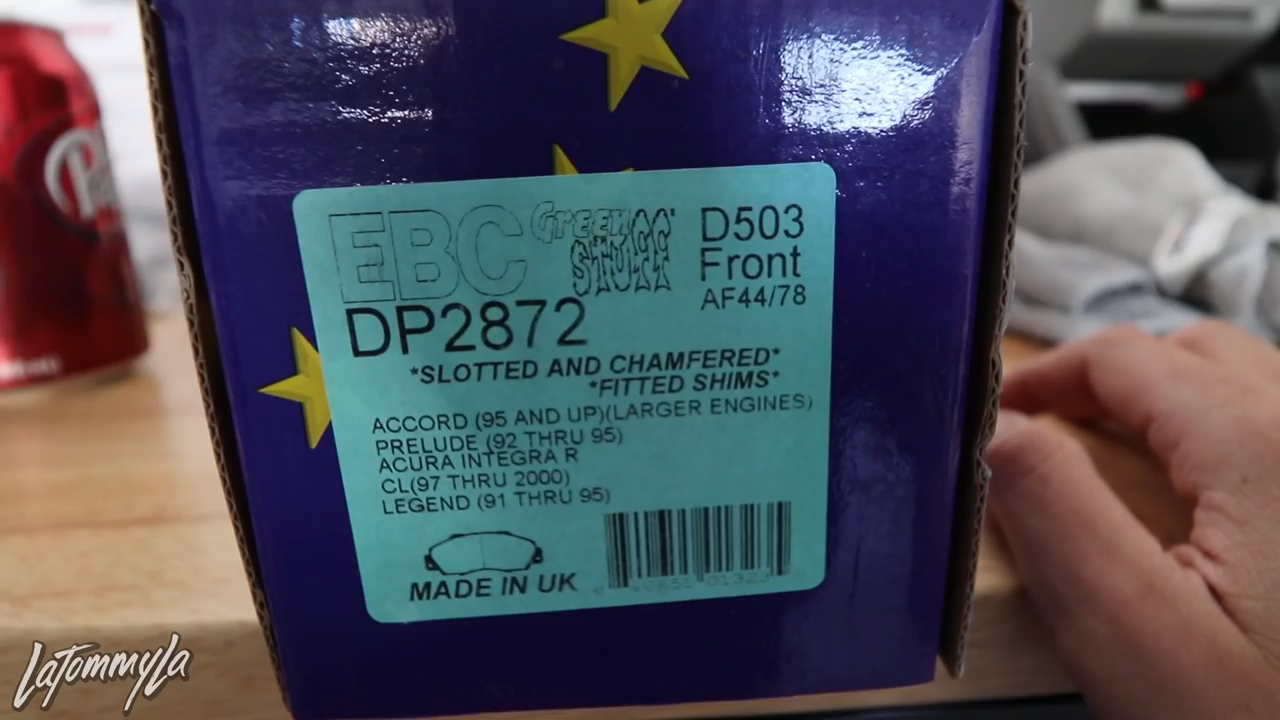 EBC GreenStuff
D503
Front
AF44/78
DP2872
*SLOTTED AND CHAMFERED*
*FITTED SHIMS*
ACCORD (95 AND UP)(LARGER ENGINES)
PRELUDE (92 THRU 95)
ACURA INTEGRA R
CL(97 THRU 2000)
LEGEND (91 THRU 95)
MADE IN UK
LaTommyLa